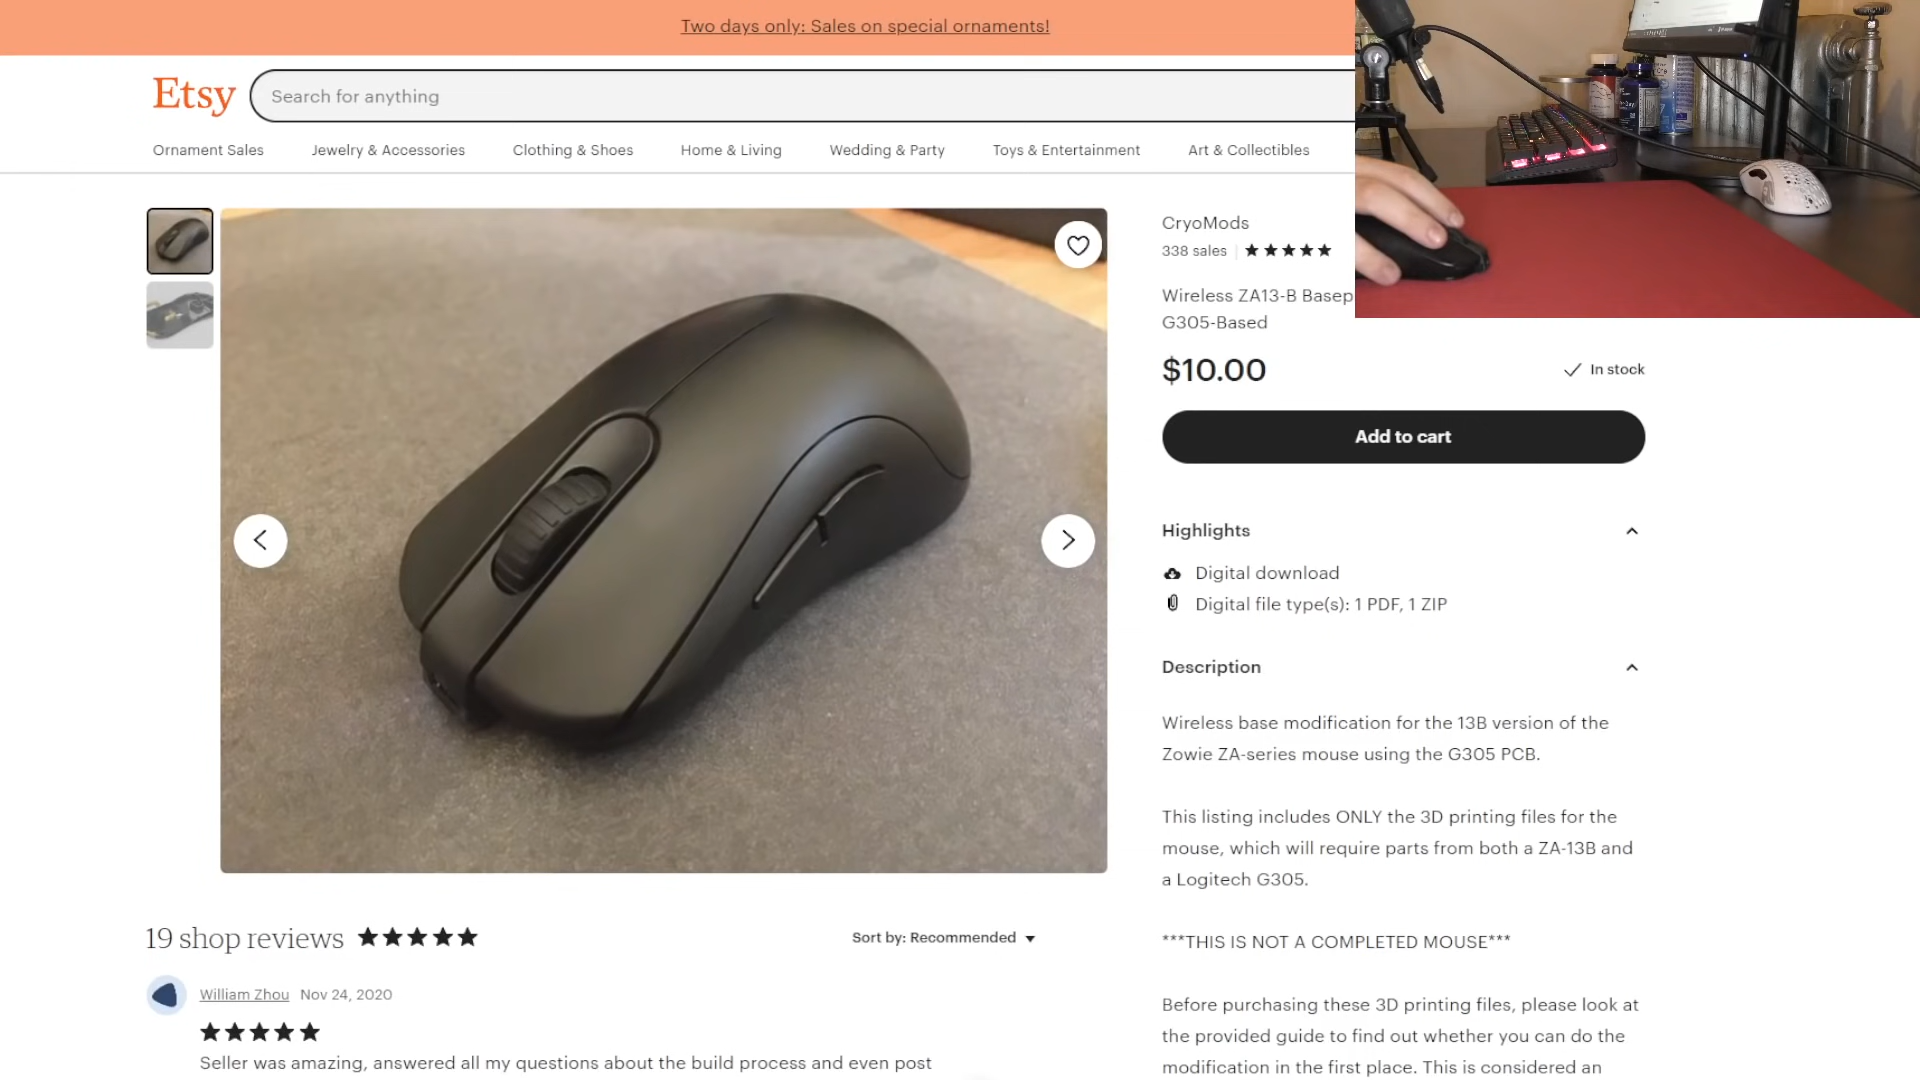 Two days only: Sales on special ornaments!
Etsy
Search for anything
Ornament Sales
Jewelry & Accessories
Clothing & Shoes
Home & Living
Wedding & Party
Toys & Entertainment
Art & Collectibles
CryoMods
338 sales
Wireless ZA13-B Basep
G305-Based
$10.00
In stock
Add to cart
Highlights
Digital download
Digital file type(s): 1 PDF, 1 ZIP
Description
Wireless base modification for the 13B version of the
Zowie ZA-series mouse using the G305 PCB.
This listing includes ONLY the 3D printing files for the
mouse, which will require parts from both a ZA-13B and
a Logitech G305.
***THIS IS NOT A COMPLETED MOUSE***
Before purchasing these 3D printing files, please look at
the provided guide to find out whether you can do the
modification in the first place. This is considered an
19 shop reviews
Sort by: Recommended
William Zhou Nov 24, 2020
Seller was amazing, answered all my questions about the build process and even post